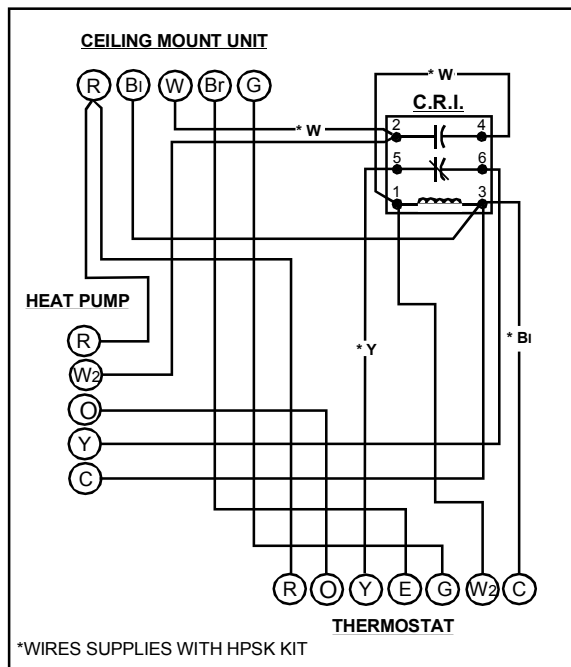 CEILING MOUNT UNIT
R Bl W Br G
* W
C.R.I.
* W
2 4
5 6
1 3
HEAT PUMP
R
W2
O
Y
C
* Y
* Bl
R O Y E G W2 C
THERMOSTAT
*WIRES SUPPLIES WITH HPSK KIT